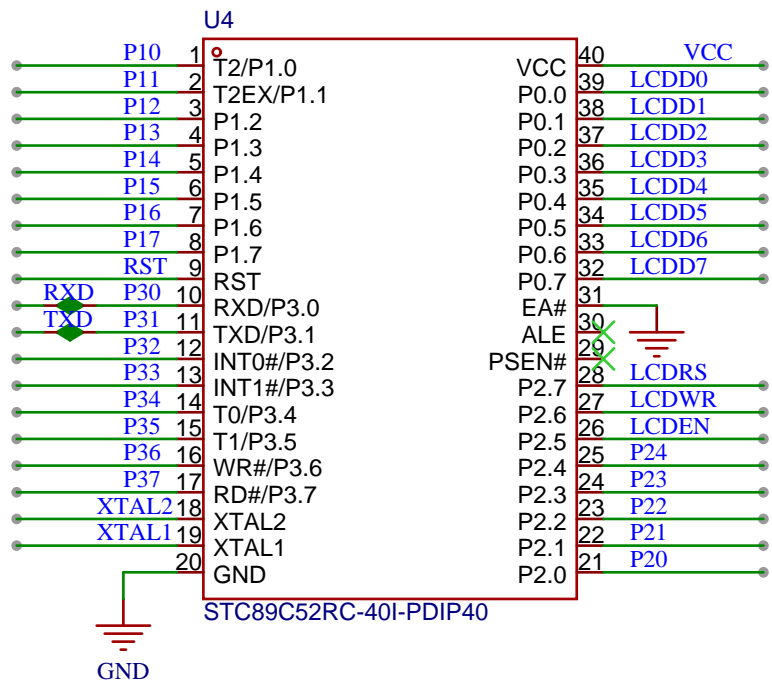 U4
P10 1 T2/P1.0 VCC 40 VCC
P11 2 T2EX/P1.1 P0.0 39 LCDD0
P12 3 P1.2 P0.1 38 LCDD1
P13 4 P1.3 P0.2 37 LCDD2
P14 5 P1.4 P0.3 36 LCDD3
P15 6 P1.5 P0.4 35 LCDD4
P16 7 P1.6 P0.5 34 LCDD5
P17 8 P1.7 P0.6 33 LCDD6
RST 9 RST P0.7 32 LCDD7
RXD P30 10 RXD/P3.0 EA# 31
TXD P31 11 TXD/P3.1 ALE 30
P32 12 INT0#/P3.2 PSEN# 29
P33 13 INT1#/P3.3 P2.7 28 LCDRS
P34 14 T0/P3.4 P2.6 27 LCDWR
P35 15 T1/P3.5 P2.5 26 LCDEN
P36 16 WR#/P3.6 P2.4 25 P24
P37 17 RD#/P3.7 P2.3 24 P23
XTAL2 18 XTAL2 P2.2 23 P22
XTAL1 19 XTAL1 P2.1 22 P21
20 GND P2.0 21 P20
STC89C52RC-40I-PDIP40
GND